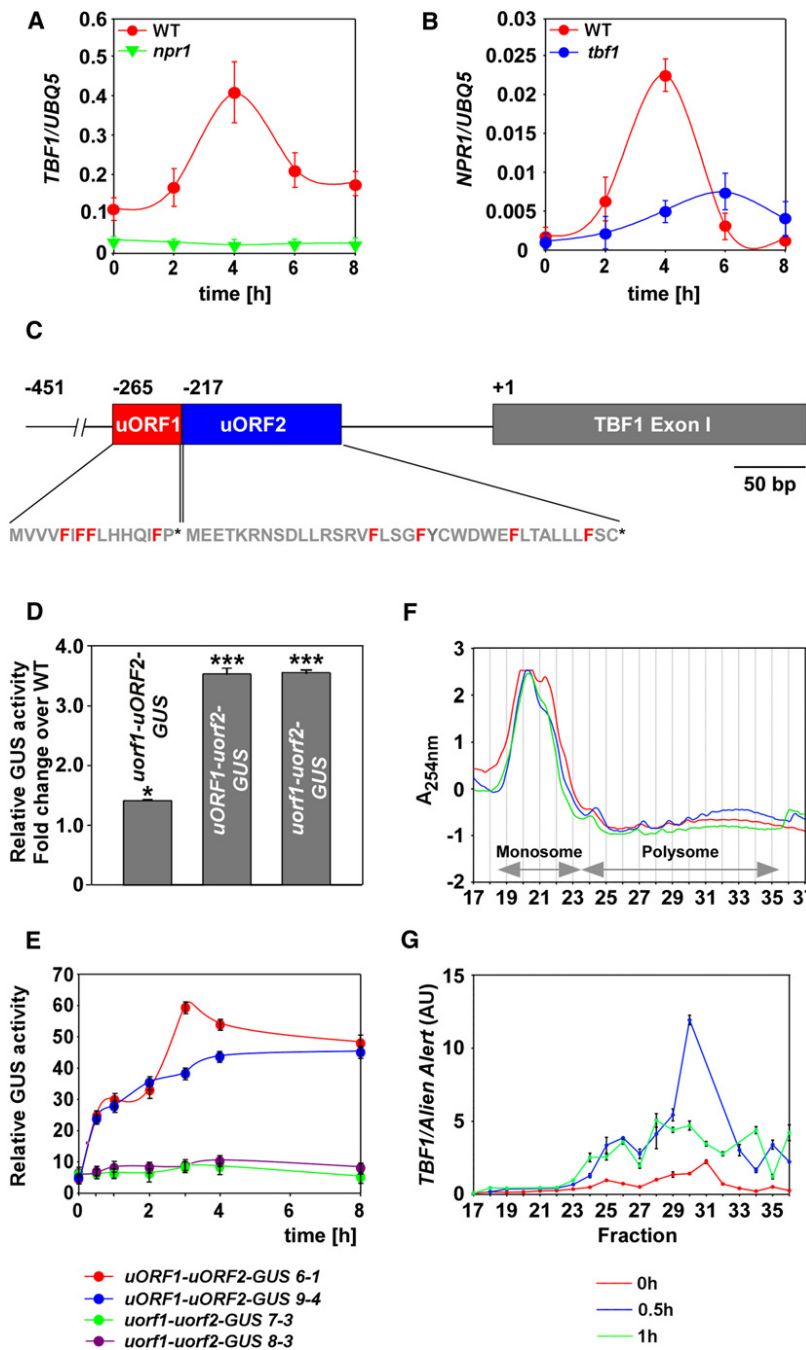 A
WT
npr1
TBF1/UBQ5
0.6
0.5
0.4
0.3
0.2
0.1
0
0 2 4 6 8
time [h]
B
WT
tbf1
NPR1/UBQ5
0.03
0.025
0.02
0.015
0.01
0.005
0
0 2 4 6 8
time [h]
C
-451 -265 -217 +1
uORF1 uORF2 TBF1 Exon I
50 bp
MVVVFIFFLHHQIFP* MEETKRNSDLLRSRVFLSGFYCWDWEFLTALLLFSC*
D
Relative GUS activity
Fold change over WT
4.0
3.0
2.0
1.0
0
uorf1-uORF2-
GUS
*
***
uORF1-uorf2-
GUS
***
uorf1-uorf2-
GUS
F
A254nm
3
2
1
0
-1
-2
Monosome Polysome
17 19 21 23 25 27 29 31 33 35 37
E
Relative GUS activity
70
60
50
40
30
20
10
0
0 2 4 6 8
time [h]
uORF1-uORF2-GUS 6-1
uORF1-uORF2-GUS 9-4
uorf1-uorf2-GUS 7-3
uorf1-uorf2-GUS 8-3
G
TBF1/Alien Alert (AU)
15
10
5
0
17 19 21 23 25 27 29 31 33 35
Fraction
0h
0.5h
1h